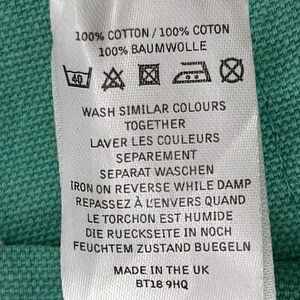 100% COTTON / 100% COTON
100% BAUMWOLLE
40
WASH SIMILAR COLOURS
TOGETHER
LAVER LES COULEURS
SEPAREMENT
SEPARAT WASCHEN
IRON ON REVERSE WHILE DAMP
REPASSEZ À L'ENVERS QUAND
LE TORCHON EST HUMIDE
DIE RUECKSEITE IN NOCH
FEUCHTEM ZUSTAND BUEGELN
MADE IN THE UK
BT18 9HQ